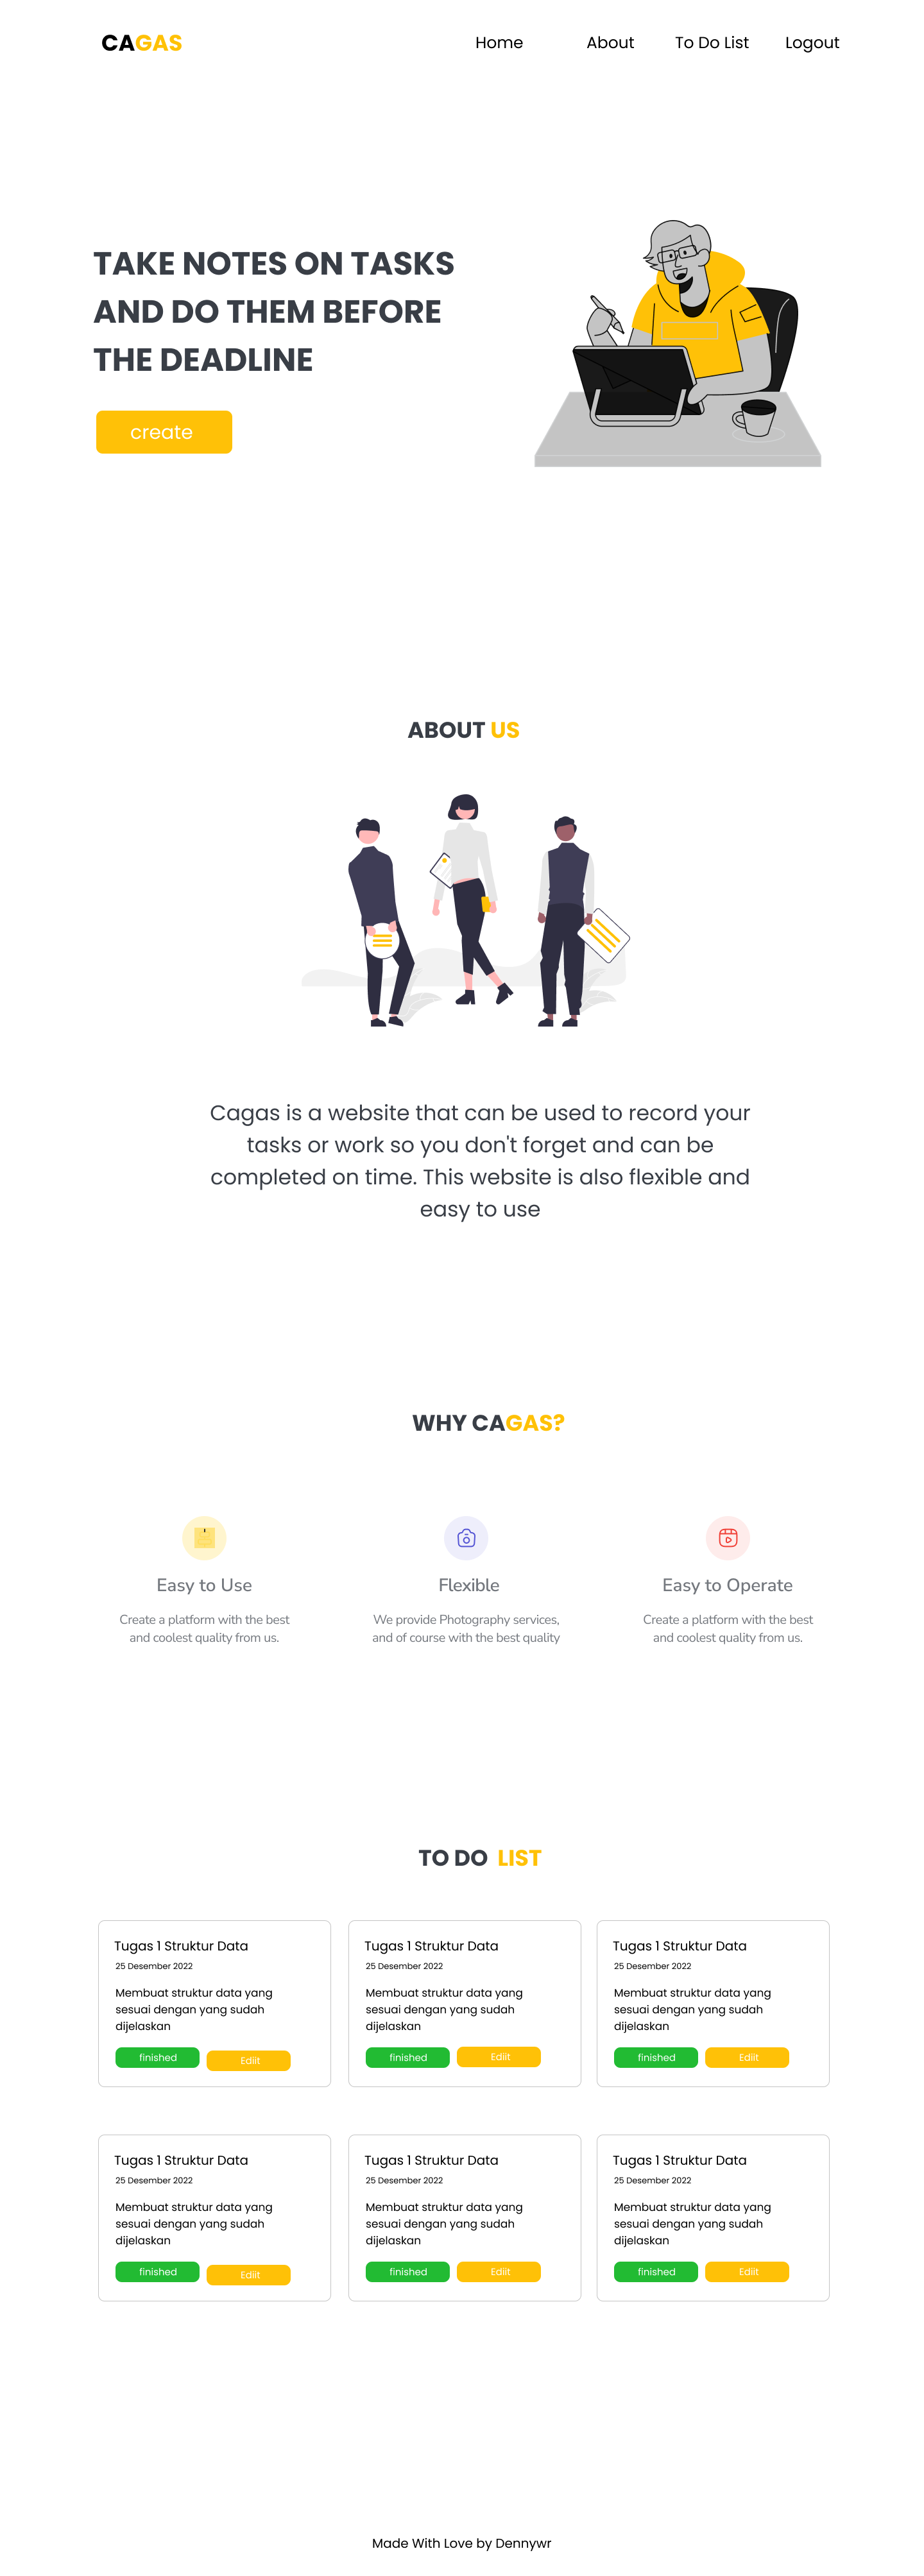 CAGAS
Home About To Do List Logout
TAKE NOTES ON TASKS
AND DO THEM BEFORE
THE DEADLINE
create
ABOUT US
Cagas is a website that can be used to record your
tasks or work so you don't forget and can be
completed on time. This website is also flexible and
easy to use
WHY CAGAS?
Easy to Use
Create a platform with the best
and coolest quality from us.
Flexible
We provide Photography services,
and of course with the best quality
Easy to Operate
Create a platform with the best
and coolest quality from us.
TO DO LIST
Tugas 1 Struktur Data
25 Desember 2022
Membuat struktur data yang
sesuai dengan yang sudah
dijelaskan
finished Ediit
Tugas 1 Struktur Data
25 Desember 2022
Membuat struktur data yang
sesuai dengan yang sudah
dijelaskan
finished Ediit
Tugas 1 Struktur Data
25 Desember 2022
Membuat struktur data yang
sesuai dengan yang sudah
dijelaskan
finished Ediit
Tugas 1 Struktur Data
25 Desember 2022
Membuat struktur data yang
sesuai dengan yang sudah
dijelaskan
finished Ediit
Tugas 1 Struktur Data
25 Desember 2022
Membuat struktur data yang
sesuai dengan yang sudah
dijelaskan
finished Ediit
Tugas 1 Struktur Data
25 Desember 2022
Membuat struktur data yang
sesuai dengan yang sudah
dijelaskan
finished Ediit
Made With Love by Dennywr